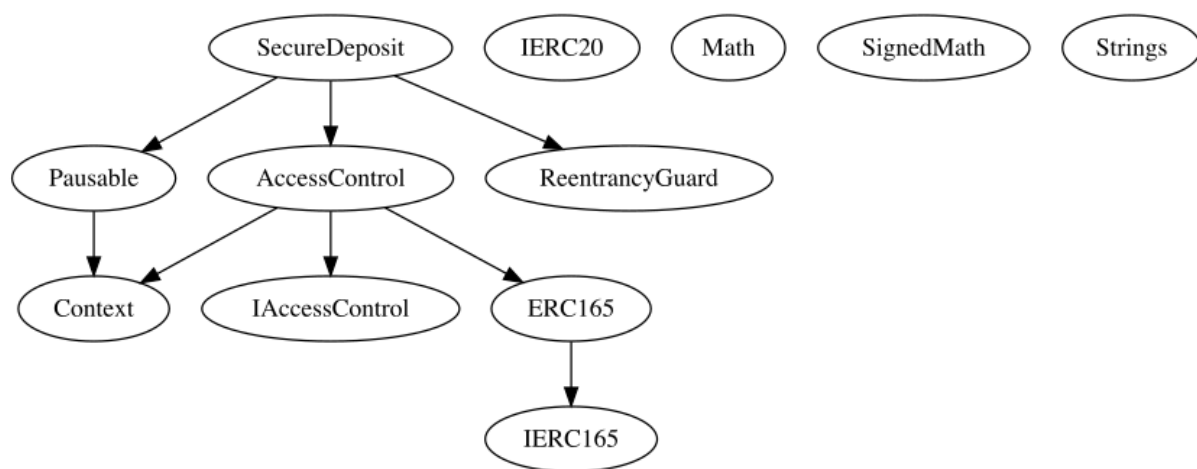 SecureDeposit IERC20 Math SignedMath Strings
Pausable AccessControl ReentrancyGuard
Context IAccessControl ERC165
IERC165